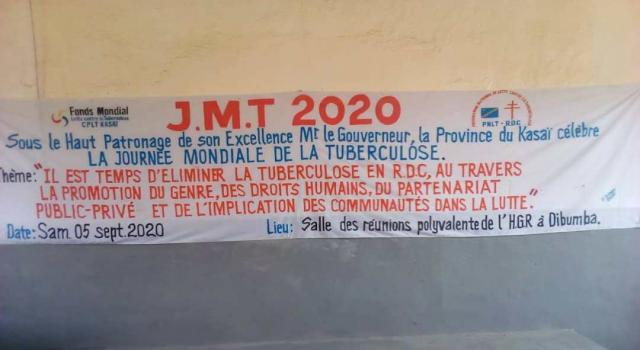 Fonds Mondial
CPLT KASAÏ
J.M.T 2020
PNLT - RDC
Sous le Haut Patronage de son Excellence Mr le Gouverneur, la Province du Kasaï célèbre
LA JOURNÉE MONDIALE DE LA TUBERCULOSE.
Thème: "IL EST TEMPS D'ELIMINER LA TUBERCULOSE EN R.D.C, AU TRAVERS
LA PROMOTION DU GENRE, DES DROITS HUMAINS, DU PARTENARIAT
PUBLIC-PRIVÉ ET DE L'IMPLICATION DES COMMUNAUTÉS DANS LA LUTTE."
Date: Sam 05 sept. 2020 Lieu: Salle des réunions polyvalente de l'H.G.R à Dibumba.